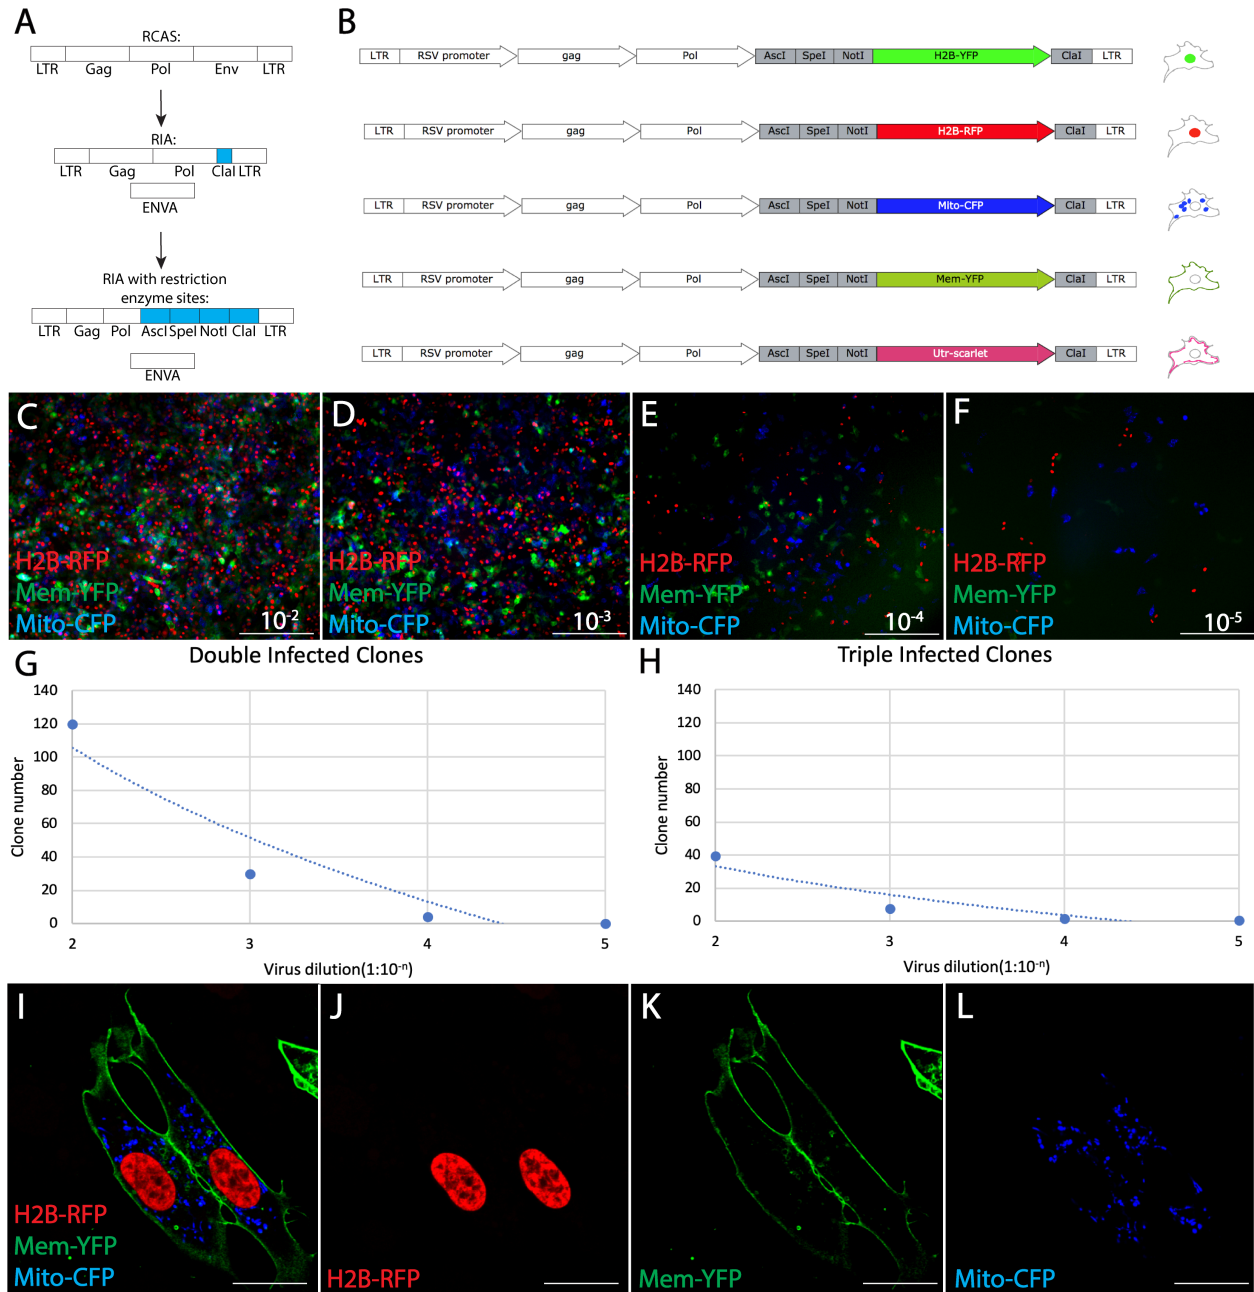 A
RCAS:
LTR Gag Pol Env LTR
RIA:
LTR Gag Pol ClaI LTR
ENVA
RIA with restriction
enzyme sites:
LTR Gag Pol AscI SpeI NotI ClaI LTR
ENVA
B
LTR RSV promoter gag Pol AscI SpeI NotI H2B-YFP ClaI LTR
LTR RSV promoter gag Pol AscI SpeI NotI H2B-RFP ClaI LTR
LTR RSV promoter gag Pol AscI SpeI NotI Mito-CFP ClaI LTR
LTR RSV promoter gag Pol AscI SpeI NotI Mem-YFP ClaI LTR
LTR RSV promoter gag Pol AscI SpeI NotI Utr-scarlet ClaI LTR
C
H2B-RFP
Mem-YFP
Mito-CFP
10-2
D
H2B-RFP
Mem-YFP
Mito-CFP
10-3
E
H2B-RFP
Mem-YFP
Mito-CFP
10-4
F
H2B-RFP
Mem-YFP
Mito-CFP
10-5
G
Double Infected Clones
Clone number
140
120
100
80
60
40
20
0
2 3 4 5
Virus dilution(1:10-n)
H
Triple Infected Clones
Clone number
140
120
100
80
60
40
20
0
2 3 4 5
Virus dilution(1:10-n)
I
H2B-RFP
Mem-YFP
Mito-CFP
J
H2B-RFP
K
Mem-YFP
L
Mito-CFP